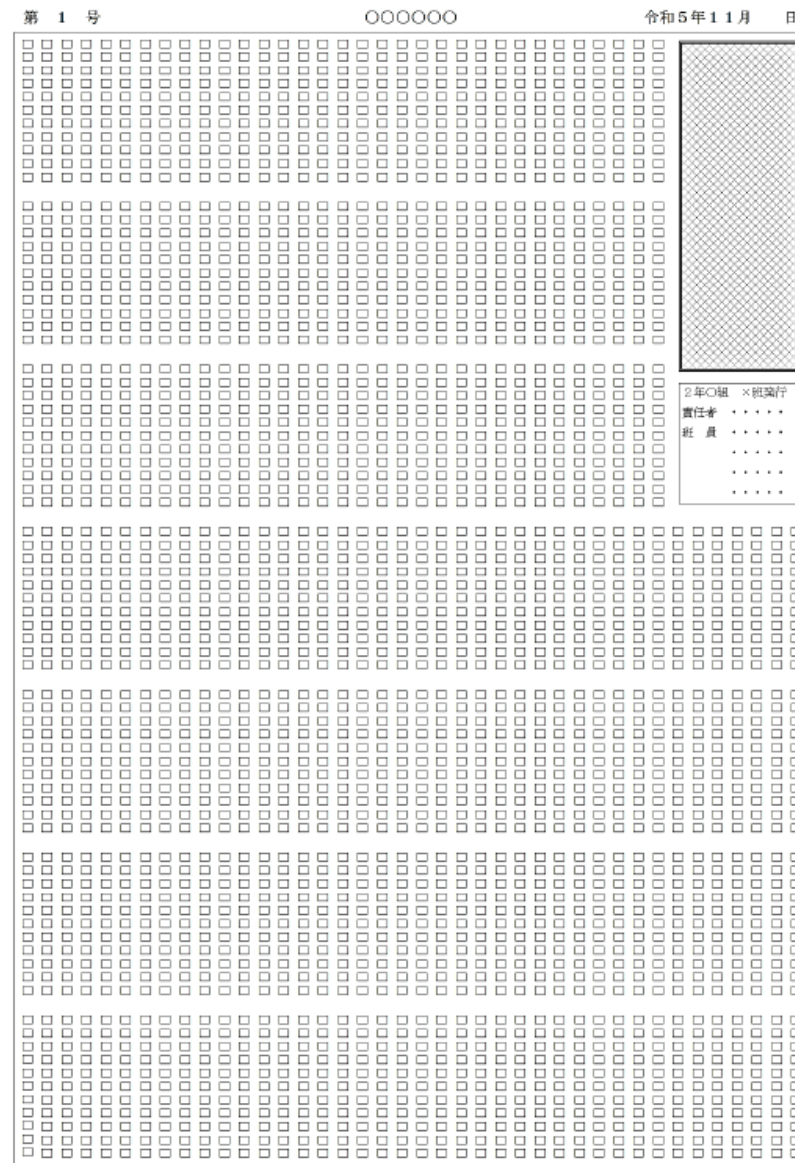 第 1 号 〇〇〇〇〇〇 令和5年11月 日
2年〇組 ×班発行
責任者 ・・・・・
班 員 ・・・・・
・・・・・
・・・・・
・・・・・